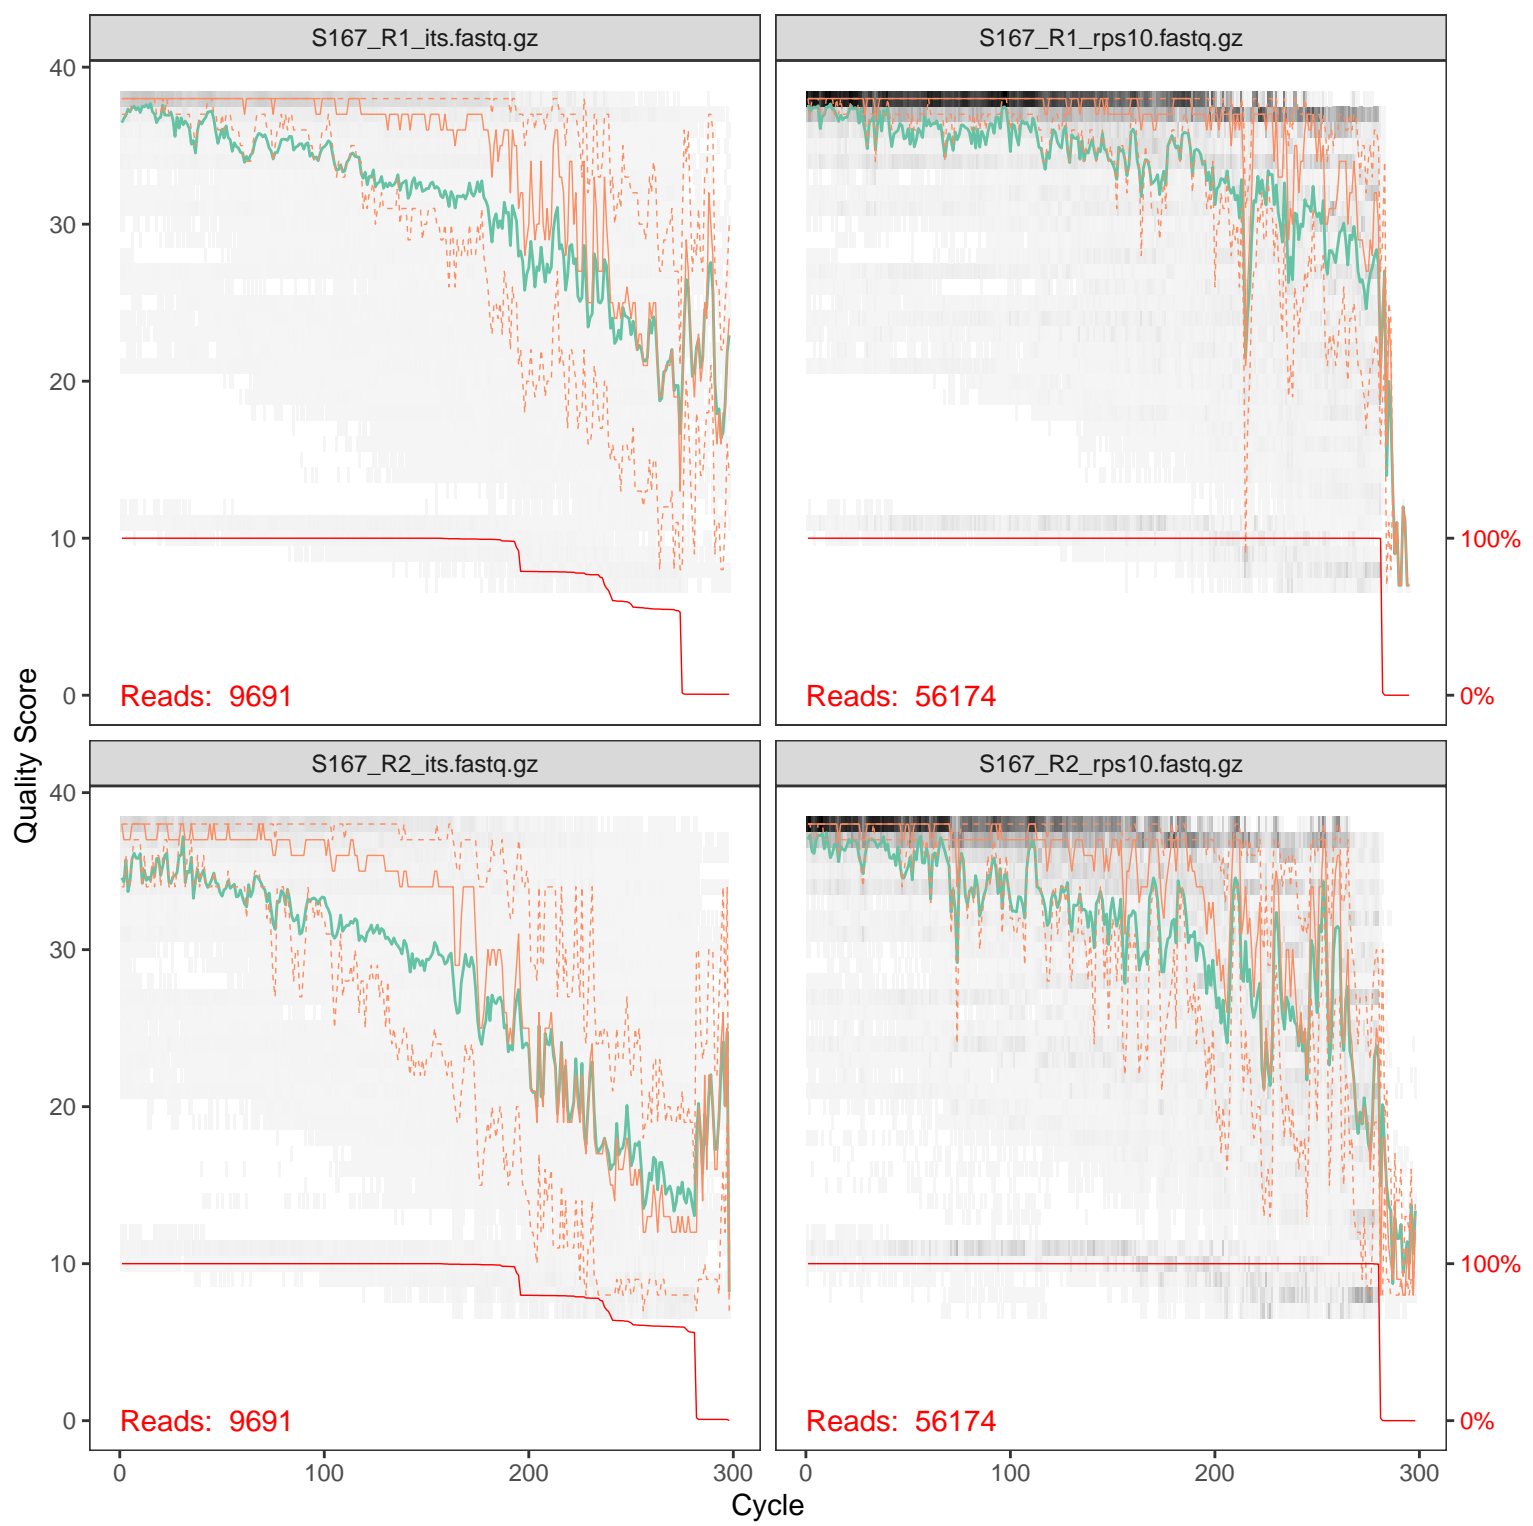 S167_R1_its.fastq.gz
S167_R1_rps10.fastq.gz
40
30
20
10
0
Reads: 9691
Reads: 56174
100%
0%
Quality Score
S167_R2_its.fastq.gz
S167_R2_rps10.fastq.gz
40
30
20
10
0
Reads: 9691
Reads: 56174
100%
0%
0 100 200 300
0 100 200 300
Cycle